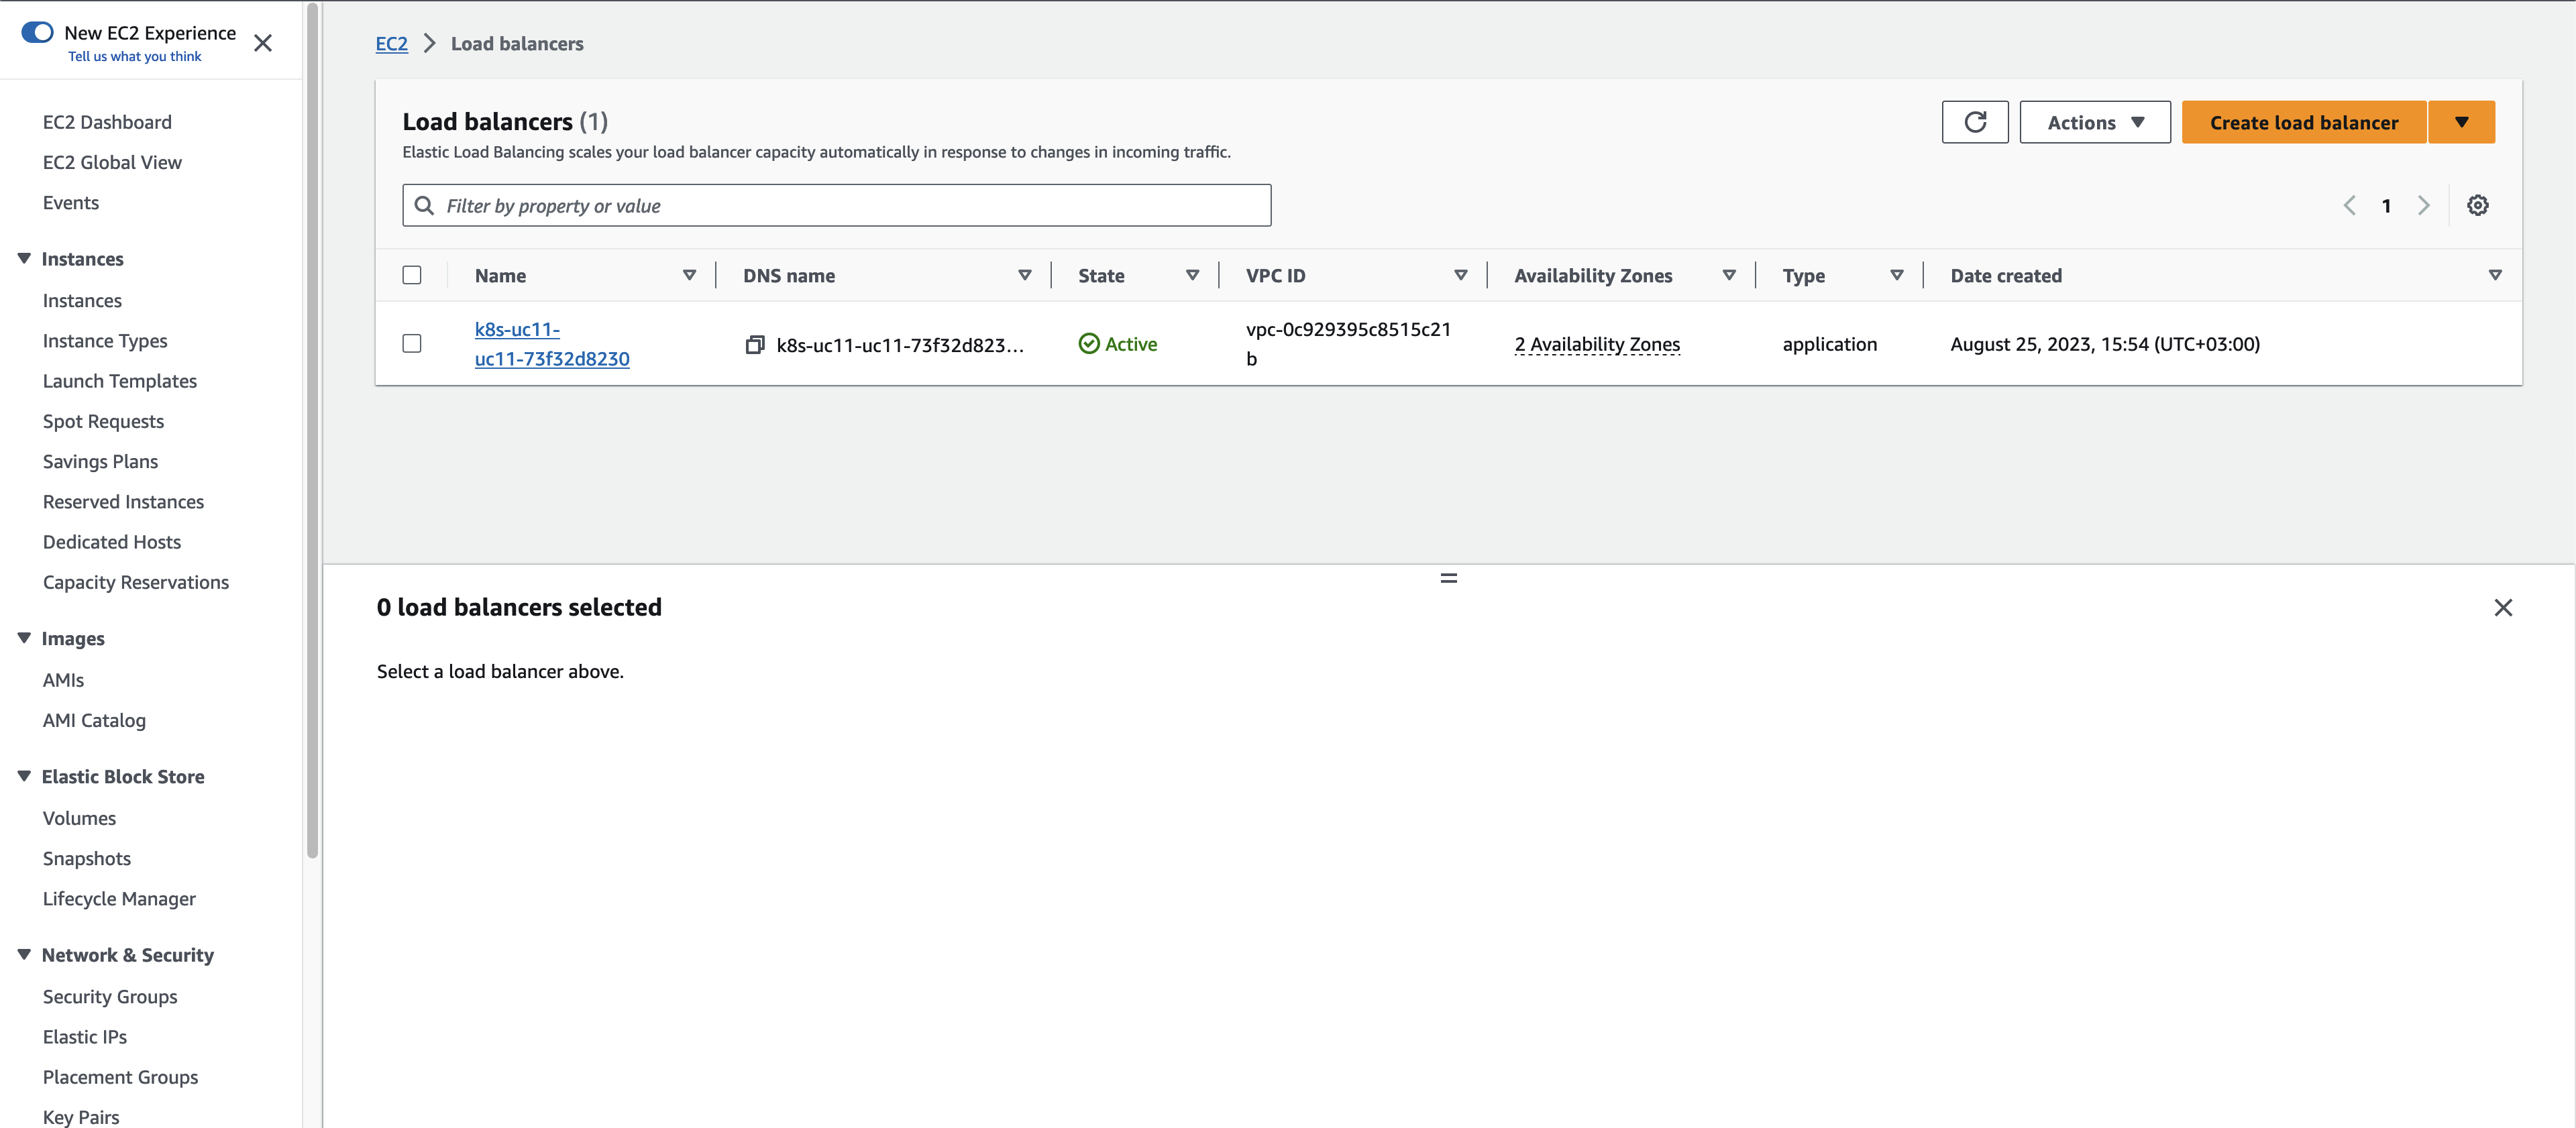 New EC2 Experience
Tell us what you think
EC2 Dashboard
EC2 Global View
Events
Instances
Instances
Instance Types
Launch Templates
Spot Requests
Savings Plans
Reserved Instances
Dedicated Hosts
Capacity Reservations
Images
AMIs
AMI Catalog
Elastic Block Store
Volumes
Snapshots
Lifecycle Manager
Network & Security
Security Groups
Elastic IPs
Placement Groups
Key Pairs
EC2 > Load balancers
Load balancers (1)
Elastic Load Balancing scales your load balancer capacity automatically in response to changes in incoming traffic.
Actions
Create load balancer
Filter by property or value
1
Name DNS name State VPC ID Availability Zones Type Date created
k8s-uc11-
uc11-73f32d8230
k8s-uc11-uc11-73f32d823...
Active
vpc-0c929395c8515c21
b
2 Availability Zones
application
August 25, 2023, 15:54 (UTC+03:00)
0 load balancers selected
Select a load balancer above.